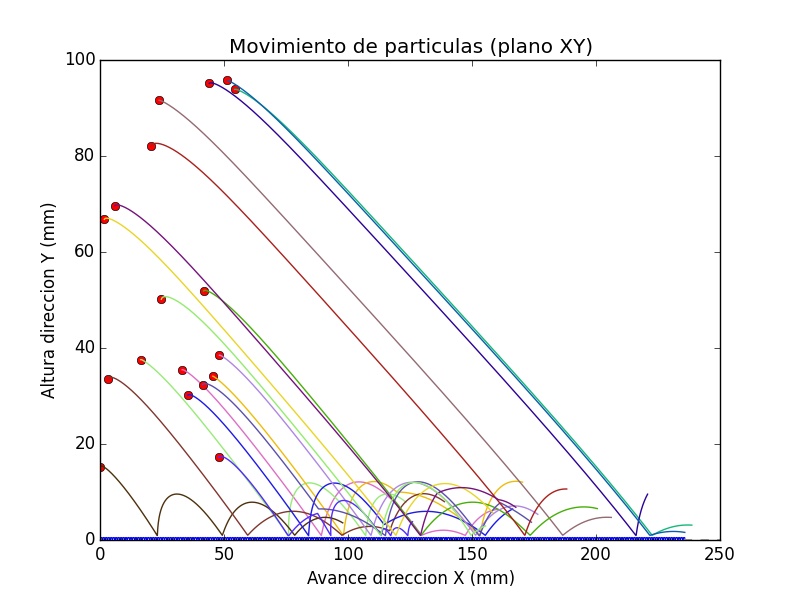 Movimiento de particulas (plano XY)
100
80
60
40
20
0
Altura direccion Y (mm)
0 50 100 150 200 250
Avance direccion X (mm)